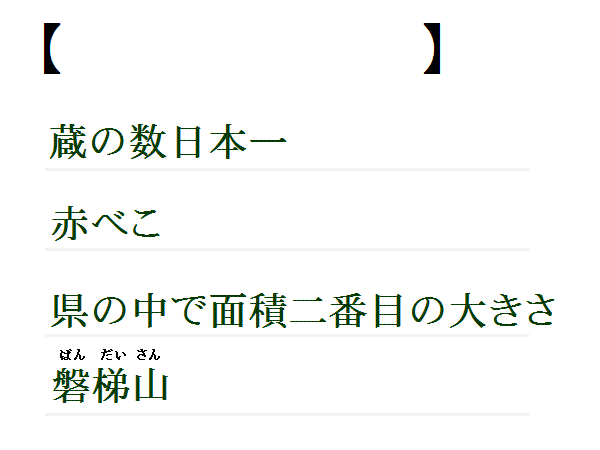 【　　　　　　　　　】
蔵の数日本一
赤べこ
県の中で面積二番目の大きさ
ばん だい さん
磐梯山